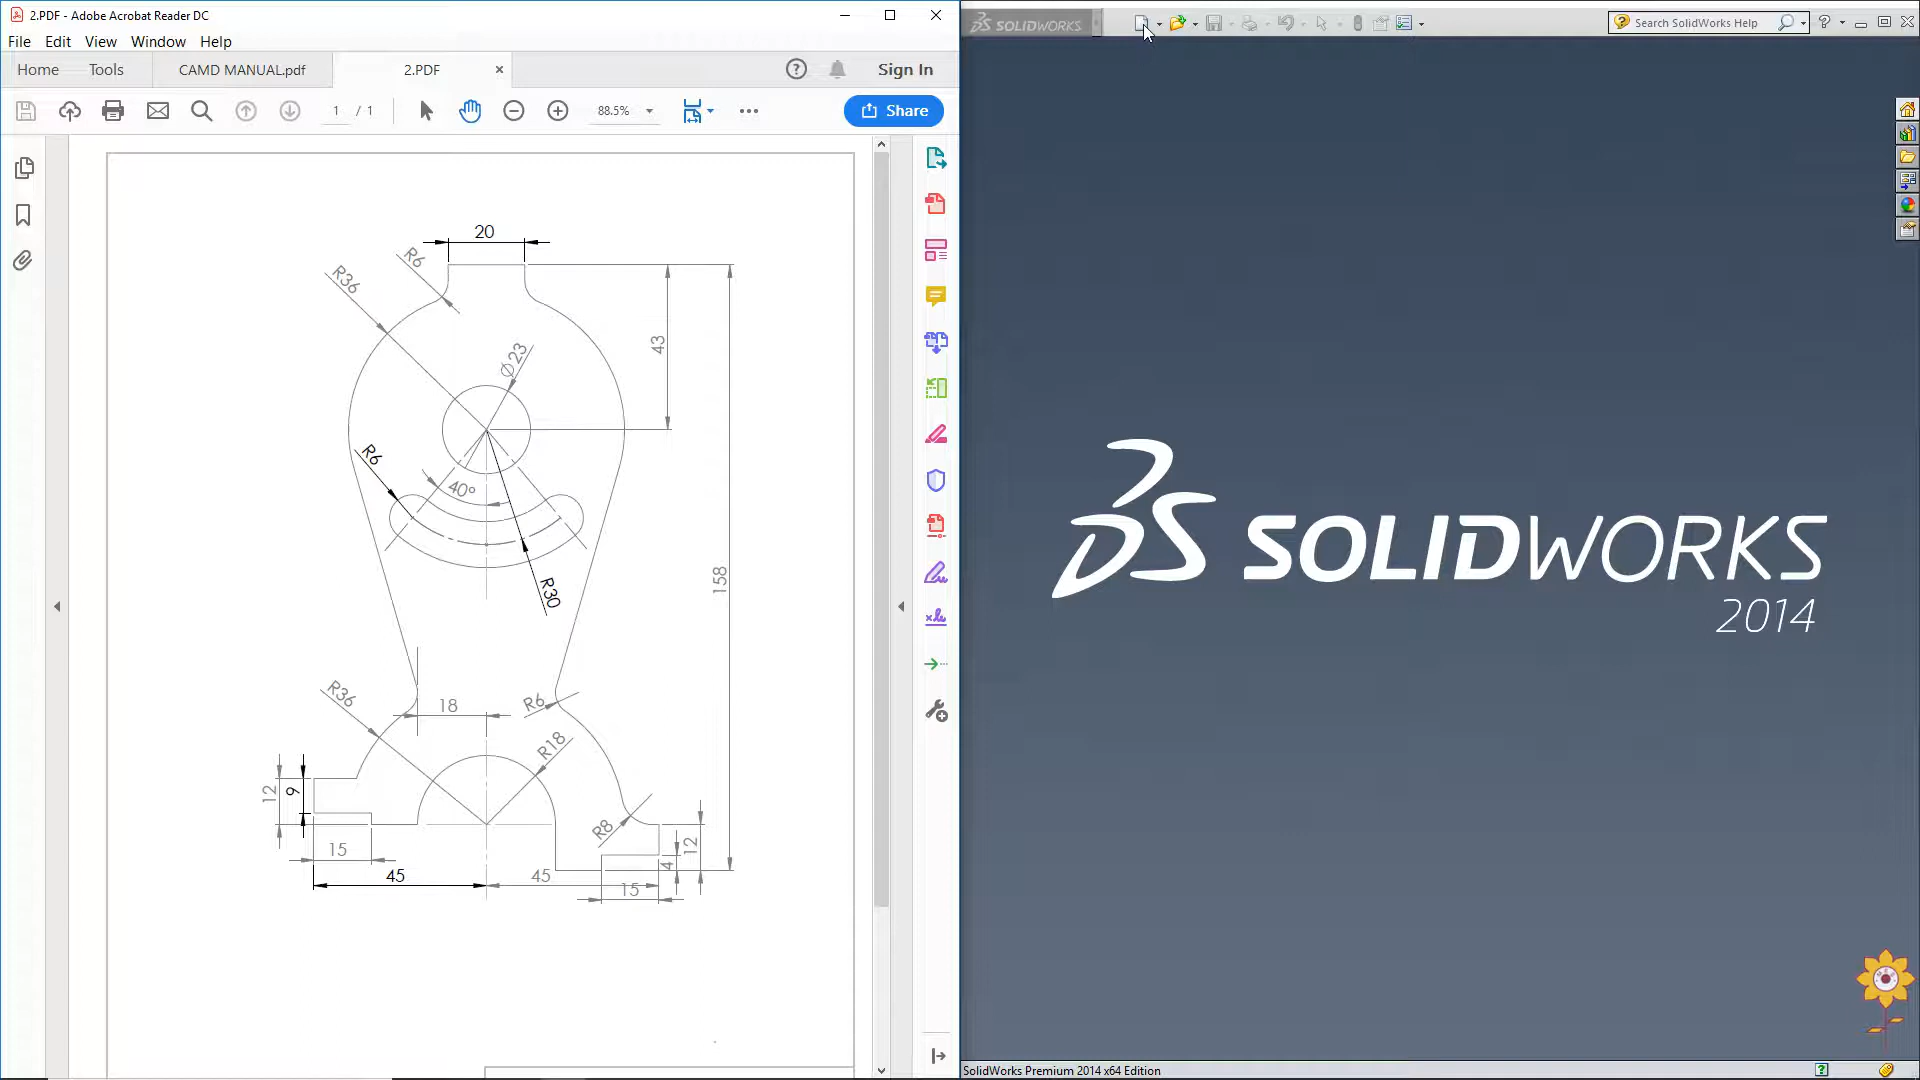 2.PDF - Adobe Acrobat Reader DC
File Edit View Window Help
Home Tools CAMD MANUAL.pdf 2.PDF Sign In
1 / 1 88.5% Share
20
R6
R36
43
Ø23
R6
40°
158
R30
R36
18
R6
R18
12
9
R8
12
4
15
45
45
15
SOLIDWORKS
Search SolidWorks Help
SOLIDWORKS
2014
SolidWorks Premium 2014 x64 Edition